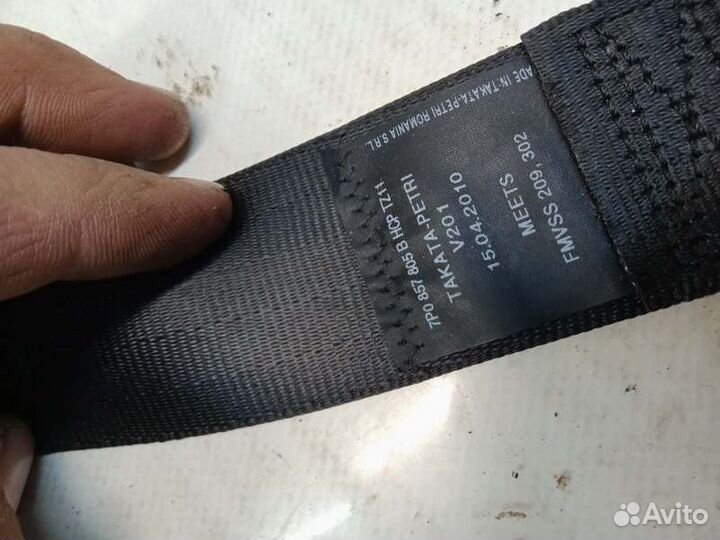 7P0 857 805 B HCP TZ11
TAKATA-PETRI
V201
15.04.2010
MEETS
FMVSS 209, 302
ADE IN TAKATA-PETRI ROMANIA S.R.L.
Avito